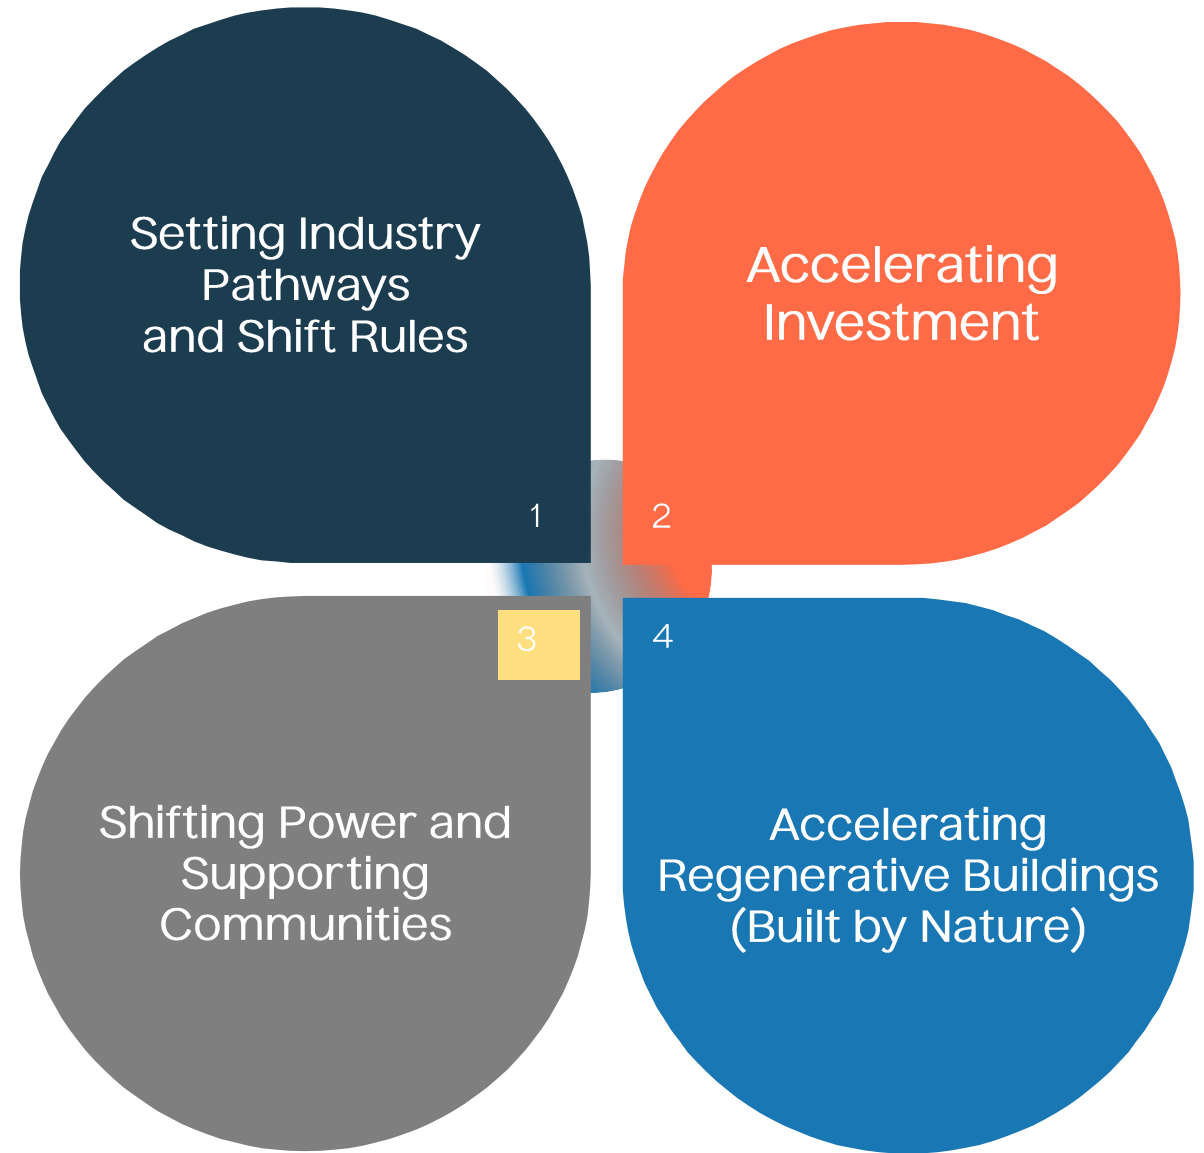 Setting Industry
Pathways
and Shift Rules
1
Accelerating
Investment
2
3
Shifting Power and
Supporting
Communities
4
Accelerating
Regenerative Buildings
(Built by Nature)